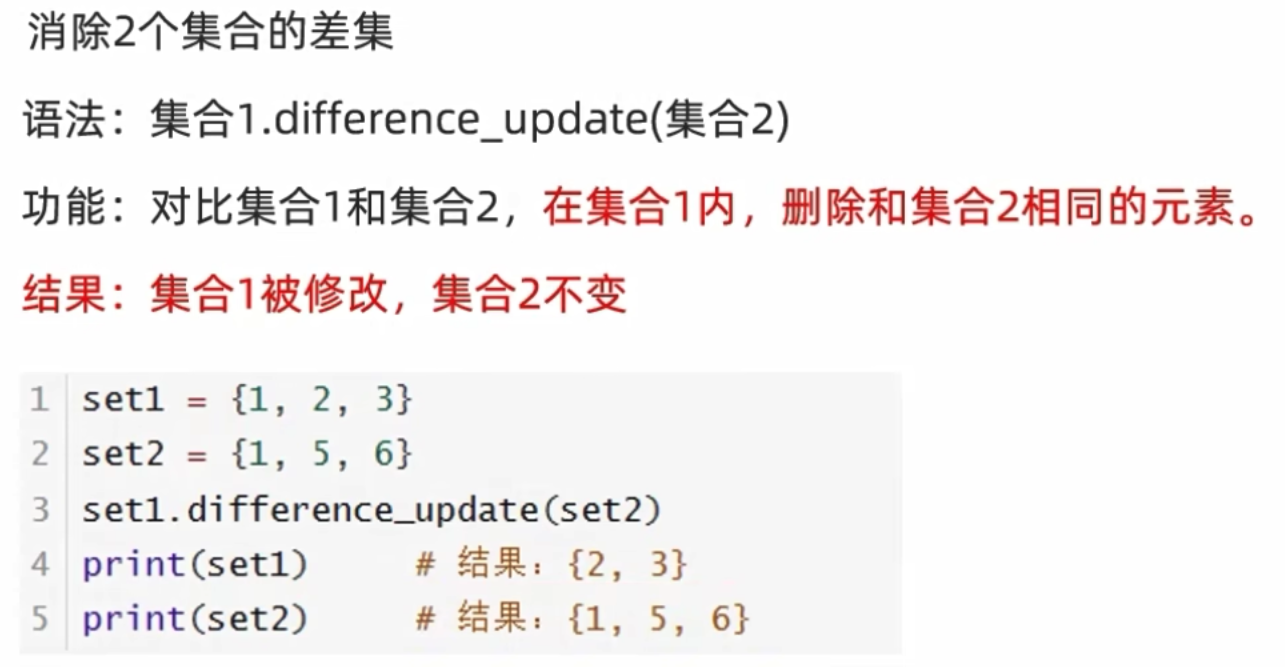 消除2个集合的差集
语法：集合1.difference_update(集合2)
功能：对比集合1和集合2，在集合1内，删除和集合2相同的元素。
结果：集合1被修改，集合2不变
1 set1 = {1, 2, 3}
2 set2 = {1, 5, 6}
3 set1.difference_update(set2)
4 print(set1) # 结果：{2, 3}
5 print(set2) # 结果：{1, 5, 6}